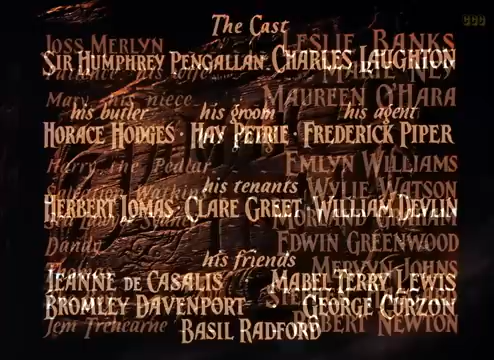 The Cast
Joss Merlyn LESLIE BANKS
SIR HUMPHREY PENGALLAN · CHARLES LAUGHTON
Patience, his wife MARIE NEY
Mary, his niece MAUREEN O'HARA
his butler his groom his agent
HORACE HODGES · HAY PETRIE · FREDERICK PIPER
Harry, the Pedlar EMLYN WILLIAMS
Salvation Watkins WYLIE WATSON
his tenants
HERBERT LOMAS · CLARE GREET · WILLIAM DEVLIN
Dandy EDWIN GREENWOOD
his friends
MERVYN JOHNS
JEANNE DE CASALIS MABEL TERRY LEWIS
BROMLEY DAVENPORT GEORGE CURZON
Jem Trehearne ROBERT NEWTON
BASIL RADFORD